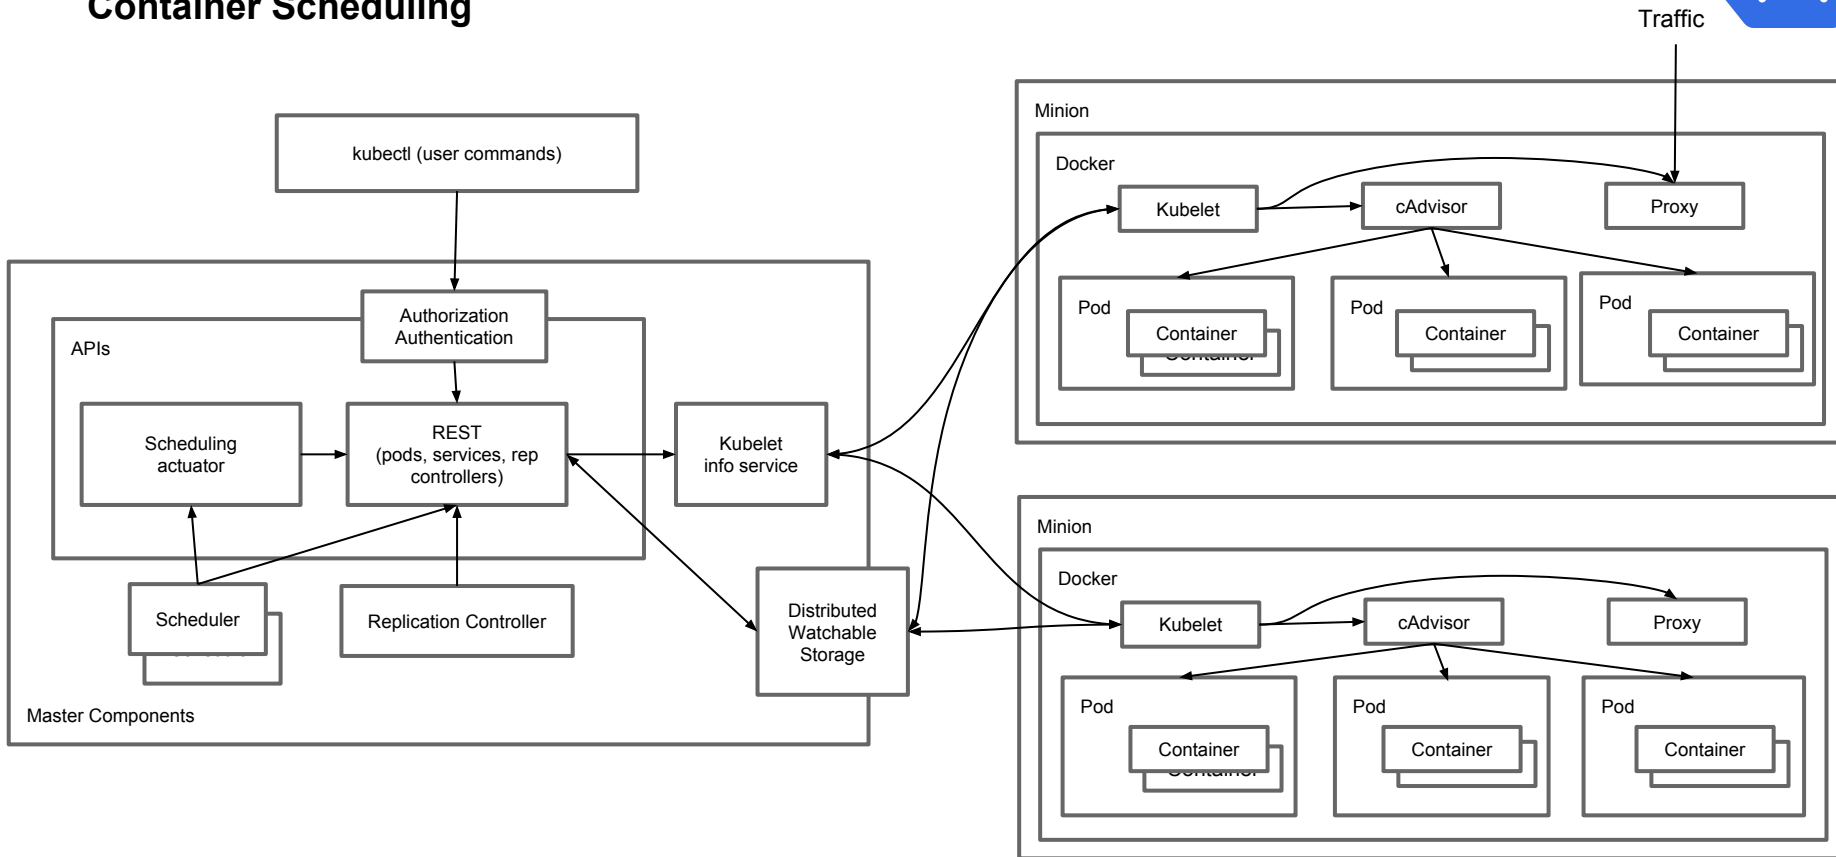 Container Scheduling
Traffic
kubectl (user commands)
Authorization
Authentication
APIs
Scheduling
actuator
REST
(pods, services, rep
controllers)
Kubelet
info service
Scheduler
Replication Controller
Distributed
Watchable
Storage
Master Components
Minion
Docker
Kubelet
cAdvisor
Proxy
Pod
Container
Container
Pod
Container
Pod
Container
Minion
Docker
Kubelet
cAdvisor
Proxy
Pod
Container
Container
Pod
Container
Pod
Container